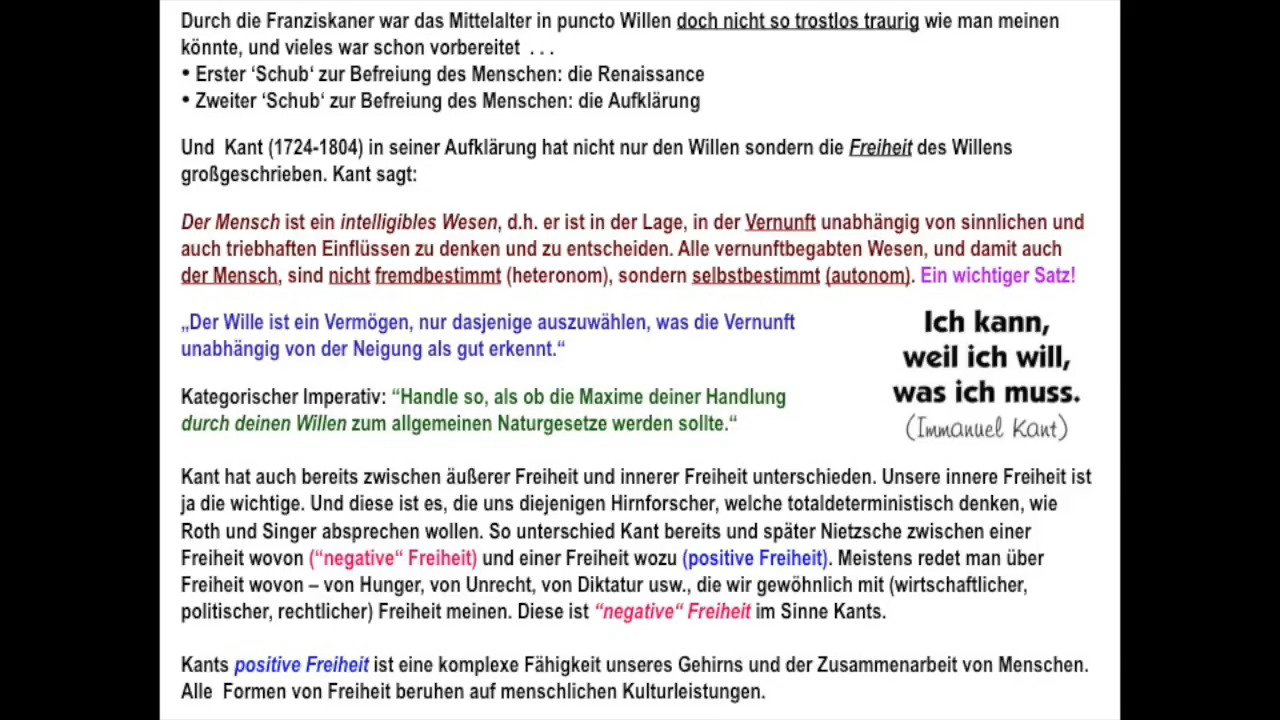 Durch die Franziskaner war das Mittelalter in puncto Willen doch nicht so trostlos traurig wie man meinen
könnte, und vieles war schon vorbereitet . . .
• Erster ‘Schub‘ zur Befreiung des Menschen: die Renaissance
• Zweiter ‘Schub‘ zur Befreiung des Menschen: die Aufklärung
Und Kant (1724-1804) in seiner Aufklärung hat nicht nur den Willen sondern die Freiheit des Willens
großgeschrieben. Kant sagt:
Der Mensch ist ein intelligibles Wesen, d.h. er ist in der Lage, in der Vernunft unabhängig von sinnlichen und
auch triebhaften Einflüssen zu denken und zu entscheiden. Alle vernunftbegabten Wesen, und damit auch
der Mensch, sind nicht fremdbestimmt (heteronom), sondern selbstbestimmt (autonom). Ein wichtiger Satz!
„Der Wille ist ein Vermögen, nur dasjenige auszuwählen, was die Vernunft
unabhängig von der Neigung als gut erkennt.“
Ich kann,
weil ich will,
was ich muss.
(Immanuel Kant)
Kategorischer Imperativ: “Handle so, als ob die Maxime deiner Handlung
durch deinen Willen zum allgemeinen Naturgesetze werden sollte.“
Kant hat auch bereits zwischen äußerer Freiheit und innerer Freiheit unterschieden. Unsere innere Freiheit ist
ja die wichtige. Und diese ist es, die uns diejenigen Hirnforscher, welche totaldeterministisch denken, wie
Roth und Singer absprechen wollen. So unterschied Kant bereits und später Nietzsche zwischen einer
Freiheit wovon (“negative“ Freiheit) und einer Freiheit wozu (positive Freiheit). Meistens redet man über
Freiheit wovon – von Hunger, von Unrecht, von Diktatur usw., die wir gewöhnlich mit (wirtschaftlicher,
politischer, rechtlicher) Freiheit meinen. Diese ist “negative“ Freiheit im Sinne Kants.
Kants positive Freiheit ist eine komplexe Fähigkeit unseres Gehirns und der Zusammenarbeit von Menschen.
Alle Formen von Freiheit beruhen auf menschlichen Kulturleistungen.